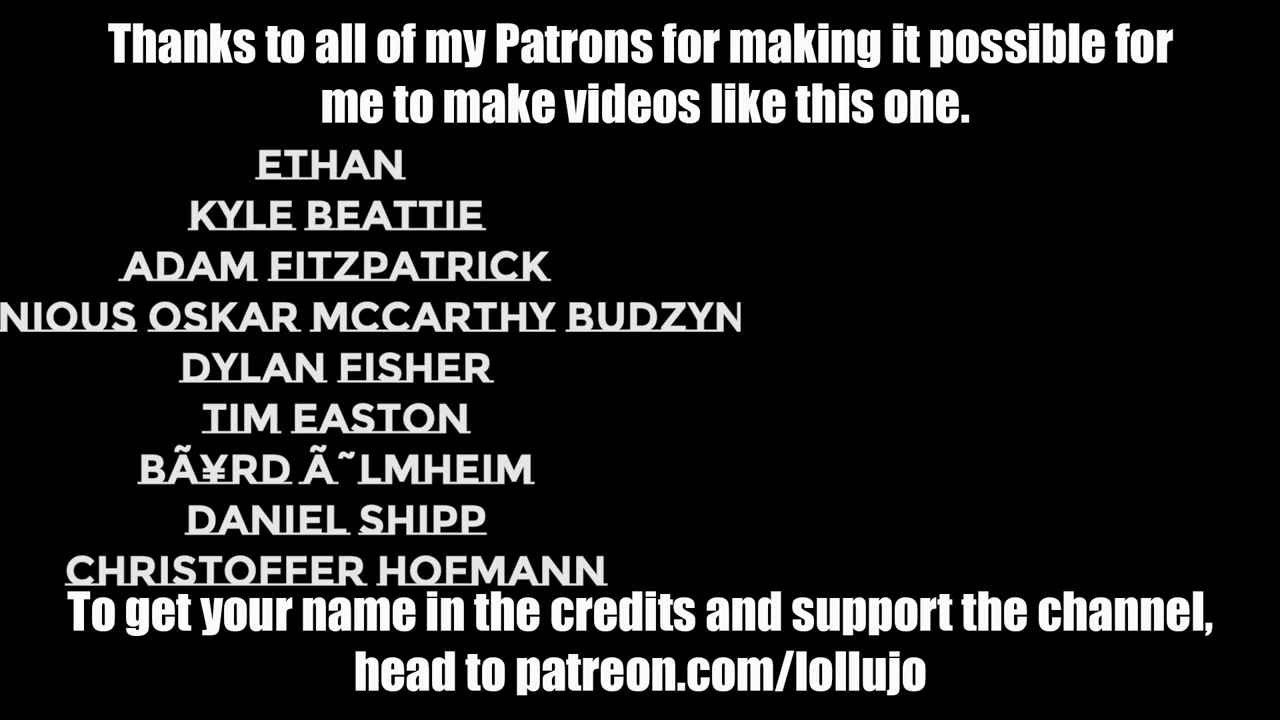 Thanks to all of my Patrons for making it possible for
me to make videos like this one.
ETHAN
KYLE BEATTIE
ADAM FITZPATRICK
NIOUS OSKAR MCCARTHY BUDZYN
DYLAN FISHER
TIM EASTON
BÃ¥RD Ã˜LMHEIM
DANIEL SHIPP
CHRISTOFFER HOFMANN
To get your name in the credits and support the channel,
head to patreon.com/lollujo